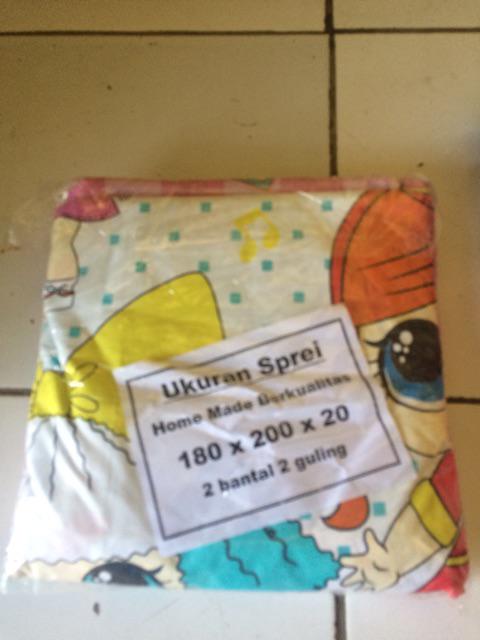 Ukuran Sprei
Home Made Berkualitas
180 x 200 x 20
2 bantal 2 guling